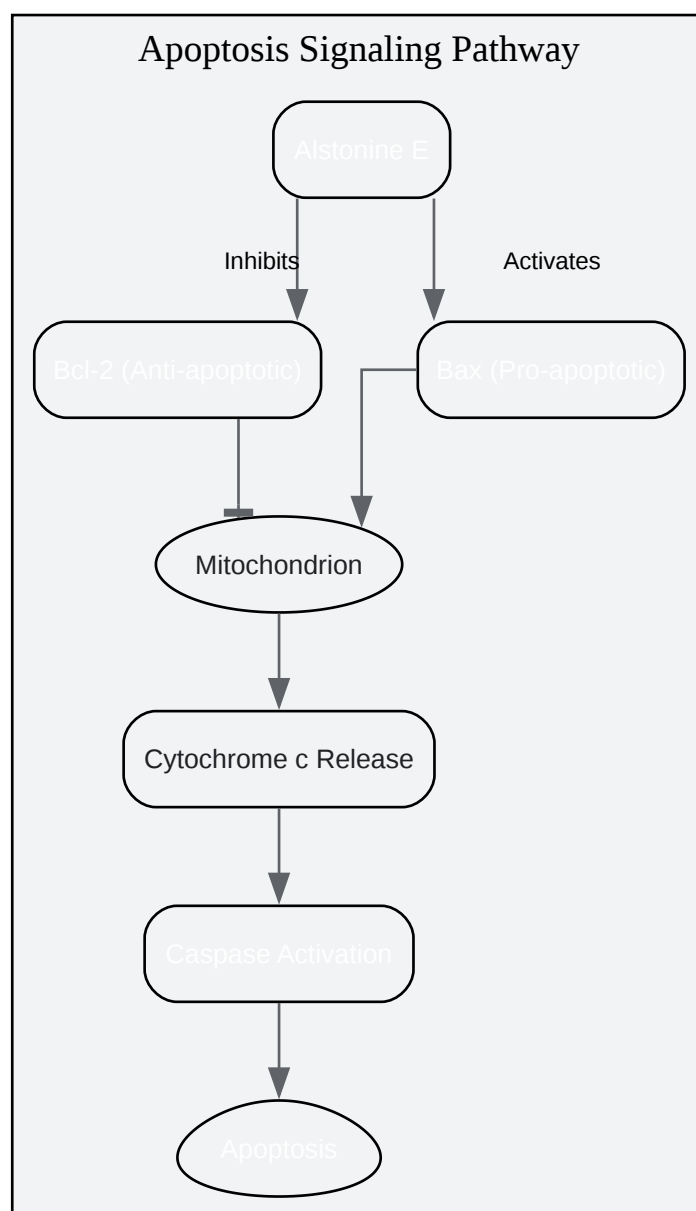 Apoptosis Signaling Pathway
Alstonine E
Inhibits
Activates
Bcl-2 (Anti-apoptotic)
Bax (Pro-apoptotic)
Mitochondrion
Cytochrome c Release
Caspase Activation
Apoptosis